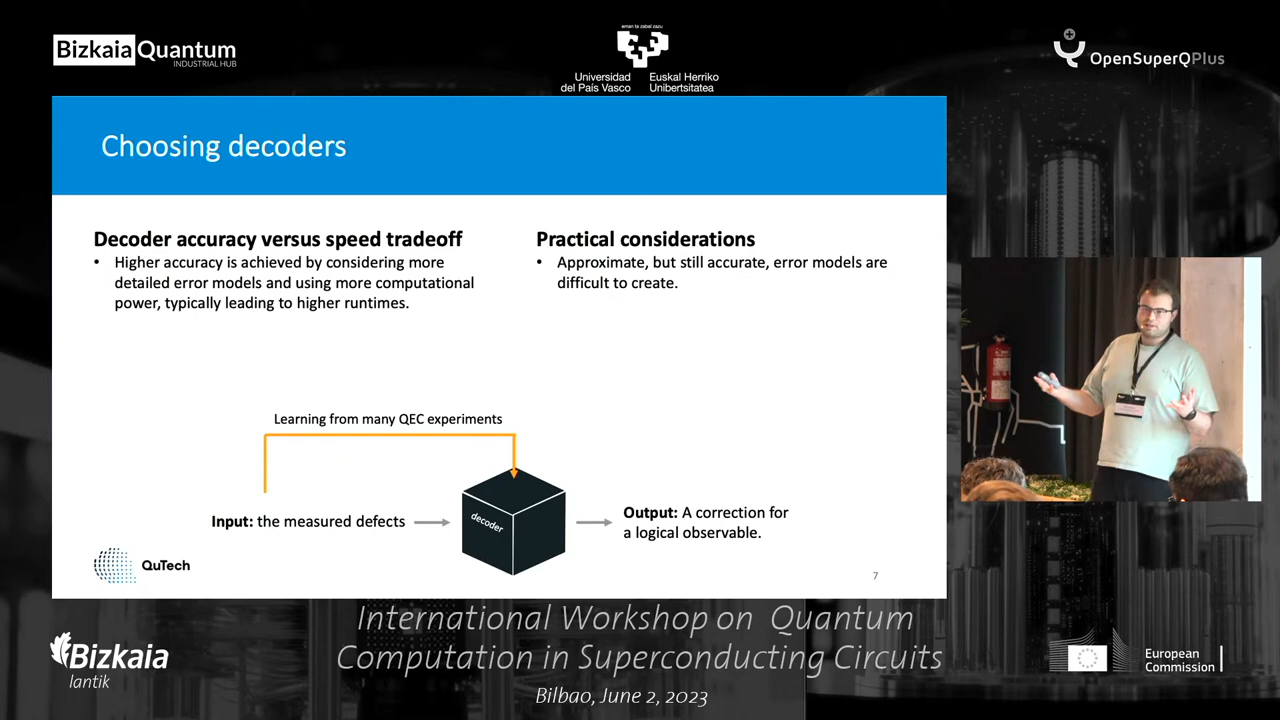 Bizkaia Quantum
INDUSTRIAL HUB
eman ta zabal zazu
Universidad
del País Vasco
Euskal Herriko
Unibertsitatea
OpenSuperQPlus
Choosing decoders
Decoder accuracy versus speed tradeoff
• Higher accuracy is achieved by considering more
detailed error models and using more computational
power, typically leading to higher runtimes.
Practical considerations
• Approximate, but still accurate, error models are
difficult to create.
Learning from many QEC experiments
Input: the measured defects
decoder
Output: A correction for
a logical observable.
QuTech
7
International Workshop on Quantum
Computation in Superconducting Circuits
Bilbao, June 2, 2023
Bizkaia
lantik
European
Commission